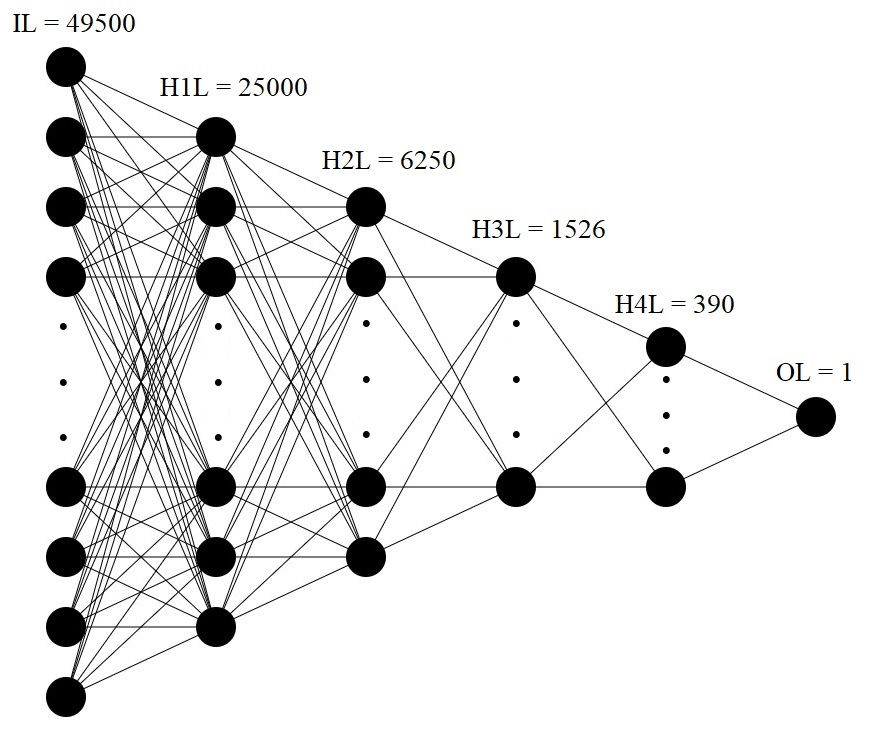 IL = 49500
H1L = 25000
H2L = 6250
H3L = 1526
H4L = 390
OL = 1